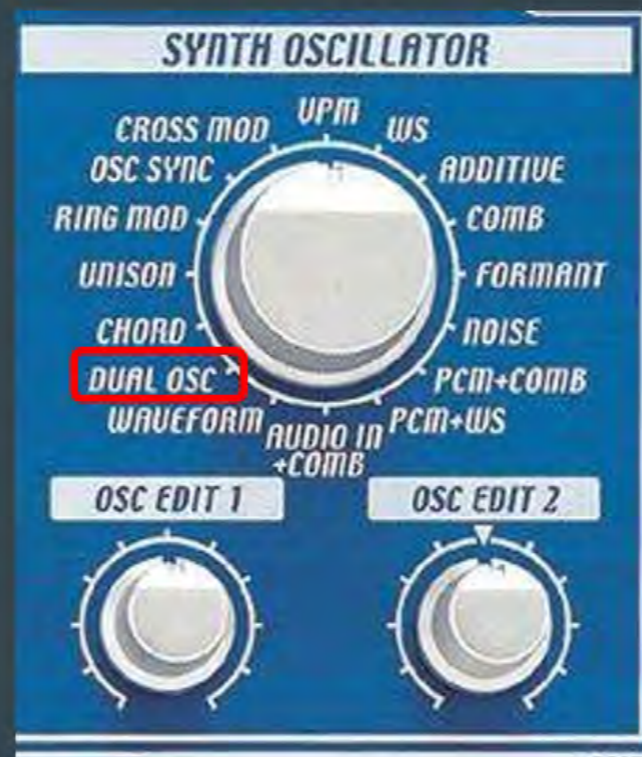 SYNTH OSCILLATOR
VPM
CROSS MOD
WS
OSC SYNC
ADDITIVE
RING MOD
COMB
UNISON
FORMANT
CHORD
NOISE
DUAL OSC
PCM+COMB
WAVEFORM
AUDIO IN
+COMB
PCM+WS
OSC EDIT 1
OSC EDIT 2